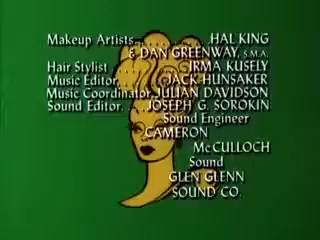 Makeup Artists... HAL KING
& DAN GREENWAY, S.M.A.
Hair Stylist ... IRMA KUSELY
Music Editor. ... JACK HUNSAKER
Music Coordinator, JULIAN DAVIDSON
Sound Editor. ... JOSEPH G. SOROKIN
Sound Engineer
CAMERON
McCULLOCH
Sound
GLEN GLENN
SOUND CO.